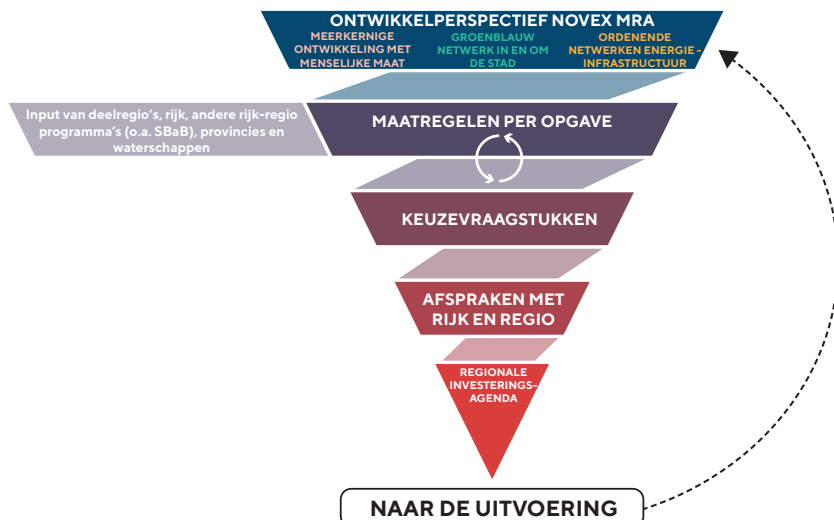 ONTWIKKELPERSPECTIEF NOVEX MRA
MEERKERNIGE
ONTWIKKELING MET
MENSELIJKE MAAT
GROENBLAUW
NETWERK IN EN OM
DE STAD
ORDENENDE
NETWERKEN ENERGIE-
INFRASTRUCTUUR
Input van deelregio's, rijk, andere rijk-regio
programma's (o.a. SBaB), provincies en
waterschappen
MAATREGELEN PER OPGAVE
KEUZEVRAAGSTUKKEN
AFSPRAKEN MET
RIJK EN REGIO
REGIONALE
INVESTERINGS-
AGENDA
NAAR DE UITVOERING